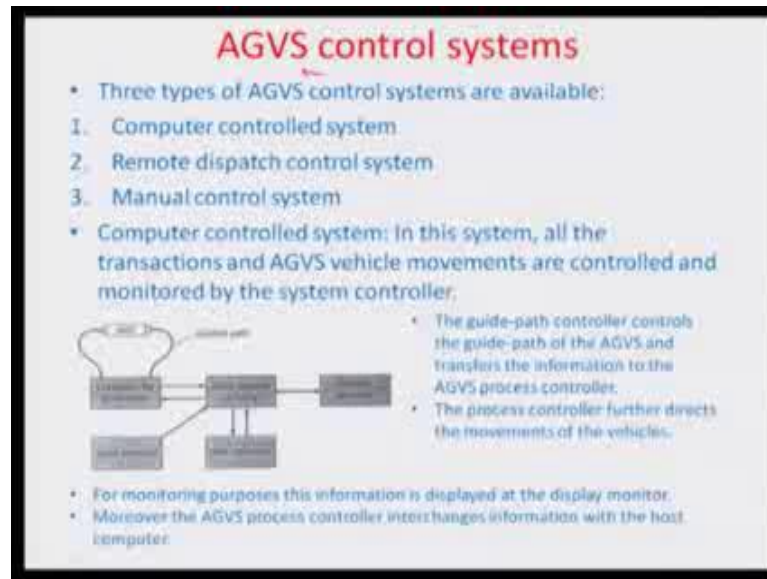 AGVS control systems
• Three types of AGVS control systems are available:
1. Computer controlled system
2. Remote dispatch control system
3. Manual control system
• Computer controlled system: In this system, all the
transactions and AGVS vehicle movements are controlled and
monitored by the system controller.
• The guide-path controller controls
the guide-path of the AGVS and
transfers the information to the
AGVS process controller.
• The process controller further directs
the movements of the vehicles.
• For monitoring purposes this information is displayed at the display monitor.
• Moreover the AGVS process controller interchanges information with the host
computer.